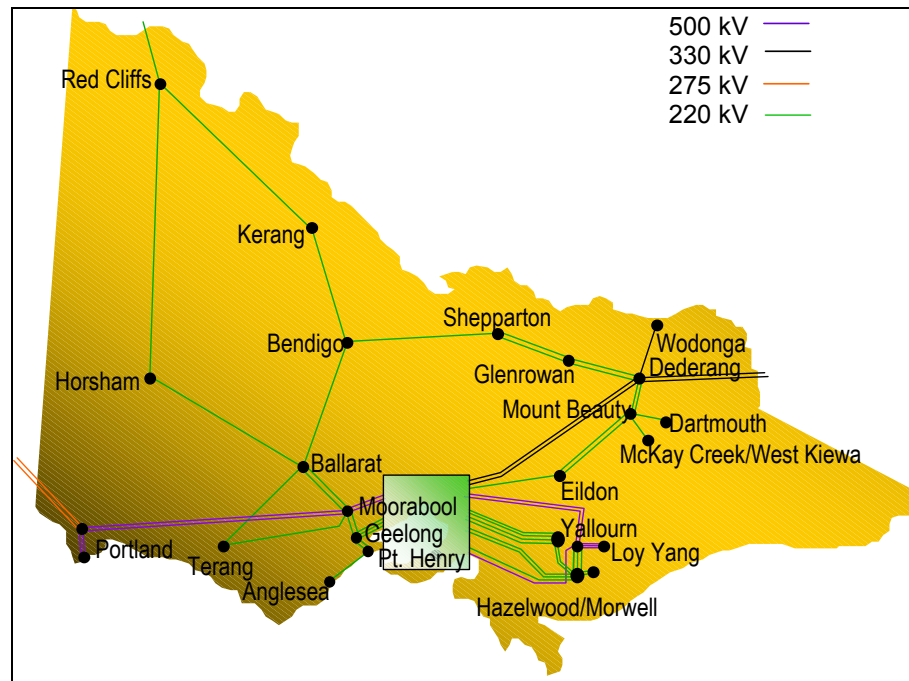 500 kV
330 kV
275 kV
220 kV
Red Cliffs
Kerang
Shepparton
Wodonga
Bendigo
Dederang
Glenrowan
Horsham
Mount Beauty
Dartmouth
McKay Creek/West Kiewa
Ballarat
Eildon
Moorabool
Geelong
Yallourn
Portland
Terang
Pt. Henry
Loy Yang
Anglesea
Hazelwood/Morwell